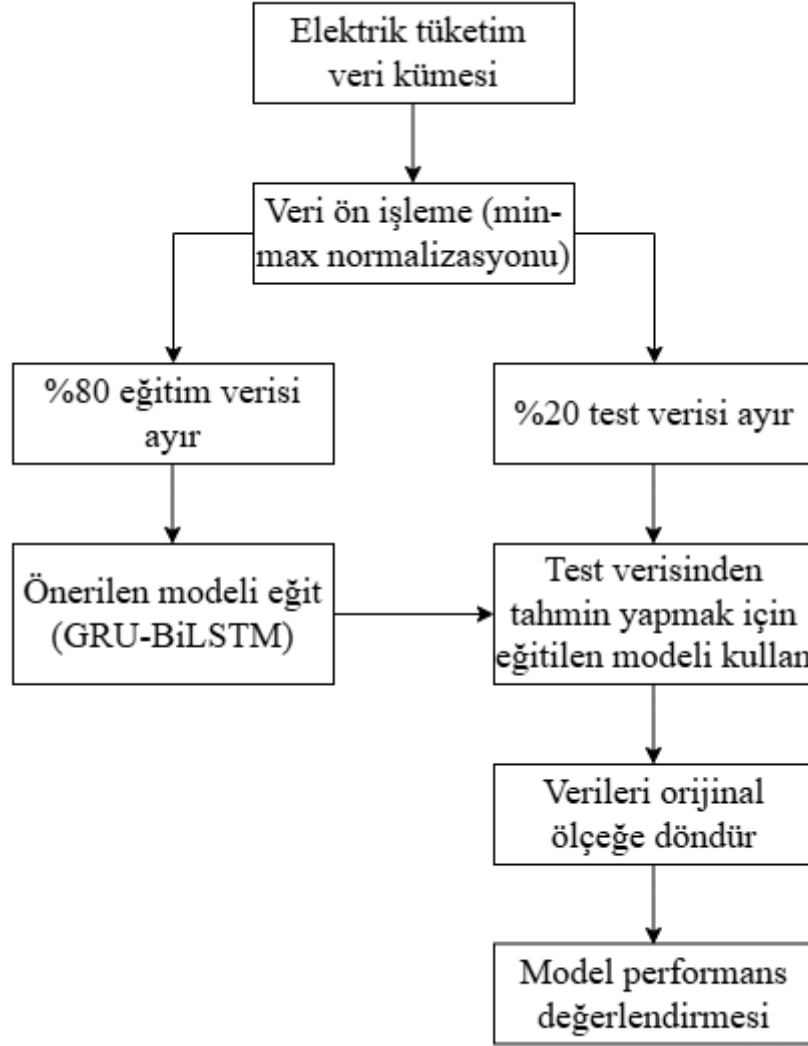 Elektrik tüketim
veri kümesi
Veri ön işleme (min-
max normalizasyonu)
%80 eğitim verisi
ayır
%20 test verisi ayır
Önerilen modeli eğit
(GRU-BiLSTM)
Test verisinden
tahmin yapmak için
eğitilen modeli kullan
Verileri orijinal
ölçeğe döndür
Model performans
değerlendirmesi